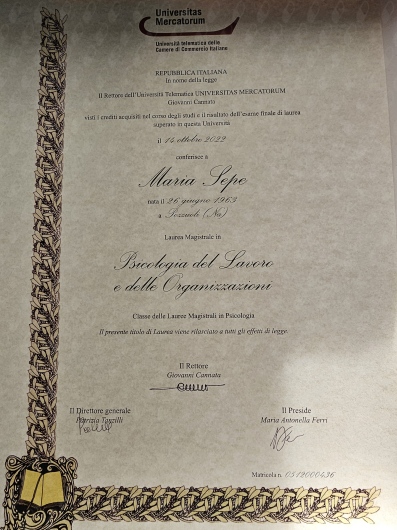 Universitas
Mercatorum
Università telematica delle
Camere di Commercio Italiane
REPUBBLICA ITALIANA
In nome della legge
Il Rettore dell'Università Telematica UNIVERSITAS MERCATORUM
Giovanni Cannata
visti i crediti acquisiti nel corso degli studi e il risultato dell'esame finale di laurea
superato in questa Università
il 14 ottobre 2022
conferisce a
Maria Sepe
nata il 26 giugno 1963
a Pozzuoli (Na)
Laurea Magistrale in
Psicologia del Lavoro
e delle Organizzazioni
Classe delle Lauree Magistrali in Psicologia
Il presente titolo di Laurea viene rilasciato a tutti gli effetti di legge.
Il Rettore
Giovanni Cannata
Il Direttore generale
Patrizia Tanzilli
Il Preside
Maria Antonella Ferri
Matricola n. 0312000436